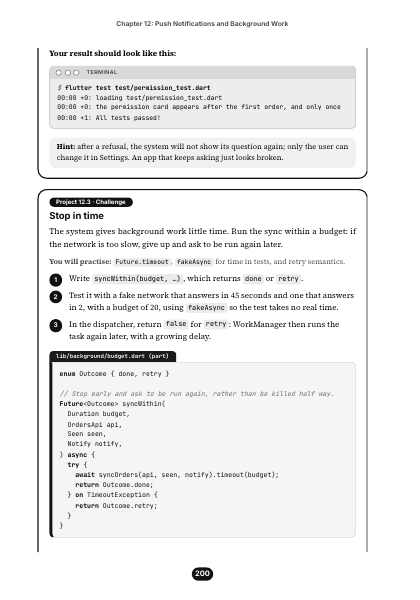 Chapter 12: Push Notifications and Background Work
Your result should look like this:
TERMINAL
$ flutter test test/permission_test.dart
00:00 +0: loading test/permission_test.dart
00:00 +0: the permission card appears after the first order, and only once
00:00 +1: All tests passed!
Hint: after a refusal, the system will not show its question again; only the user can
change it in Settings. An app that keeps asking just looks broken.
Project 12.3 · Challenge
Stop in time
The system gives background work little time. Run the sync within a budget: if
the network is too slow, give up and ask to be run again later.
You will practise: Future.timeout, fakeAsync for time in tests, and retry semantics.
1 Write syncWithin(budget, …), which returns done or retry.
2 Test it with a fake network that answers in 45 seconds and one that answers
in 2, with a budget of 20, using fakeAsync so the test takes no real time.
3 In the dispatcher, return false for retry: WorkManager then runs the
task again later, with a growing delay.
lib/background/budget.dart (part)
enum Outcome { done, retry }
// Stop early and ask to be run again, rather than be killed half way.
Future<Outcome> syncWithin(
Duration budget,
OrdersApi api,
Seen seen,
Notify notify,
) async {
try {
await syncOrders(api, seen, notify).timeout(budget);
return Outcome.done;
} on TimeoutException {
return Outcome.retry;
}
}
200